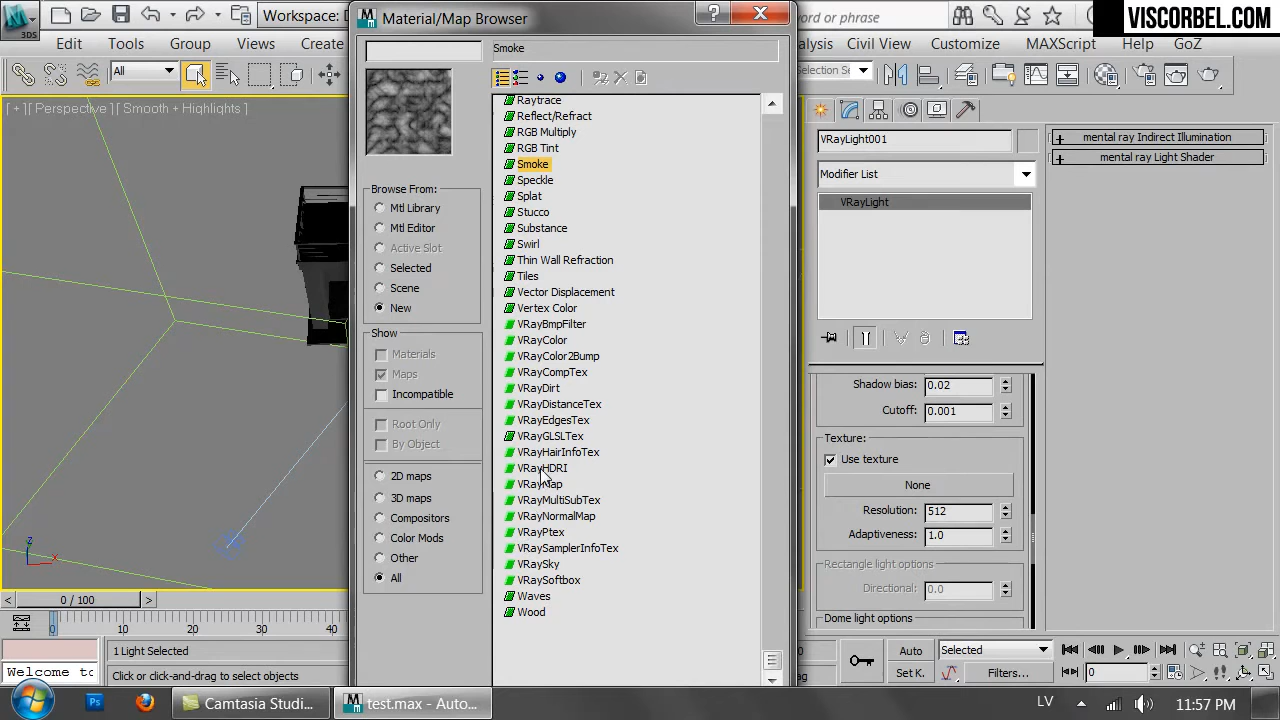 3DS
Workspace: D
Material/Map Browser
?
or phrase
VISCORBEL.COM
Edit
Tools
Group
Views
Create
alysis
Civil View
Customize
MAXScript
Help
GoZ
All
Selection Se
[ + ][ Perspective ][ Smooth + Highlights ]
Smoke
Raytrace
Reflect/Refract
RGB Multiply
RGB Tint
Smoke
Speckle
Splat
Stucco
Substance
Swirl
Thin Wall Refraction
Tiles
Vector Displacement
Vertex Color
VRayBmpFilter
VRayColor
VRayColor2Bump
VRayCompTex
VRayDirt
VRayDistanceTex
VRayEdgesTex
VRayGLSLTex
VRayHairInfoTex
VRayHDRI
VRayMap
VRayMultiSubTex
VRayNormalMap
VRayPtex
VRaySamplerInfoTex
VRaySky
VRaySoftbox
Waves
Wood
Browse From:
Mtl Library
Mtl Editor
Active Slot
Selected
Scene
New
Show
Materials
Maps
Incompatible
Root Only
By Object
2D maps
3D maps
Compositors
Color Mods
Other
All
VRayLight001
Modifier List
VRayLight
mental ray Indirect Illumination
mental ray Light Shader
Shadow bias: 0.02
Cutoff: 0.001
Texture:
Use texture
None
Resolution: 512
Adaptiveness: 1.0
Rectangle light options
Directional: 0.0
Dome light options
z
x
0 / 100
0 10 20 30 40 50
1 Light Selected
Welcome to
Click or click-and-drag to select objects
Auto
Selected
Set K.
Filters...
0
Ps
Camtasia Studi...
test.max - Auto...
LV
11:57 PM